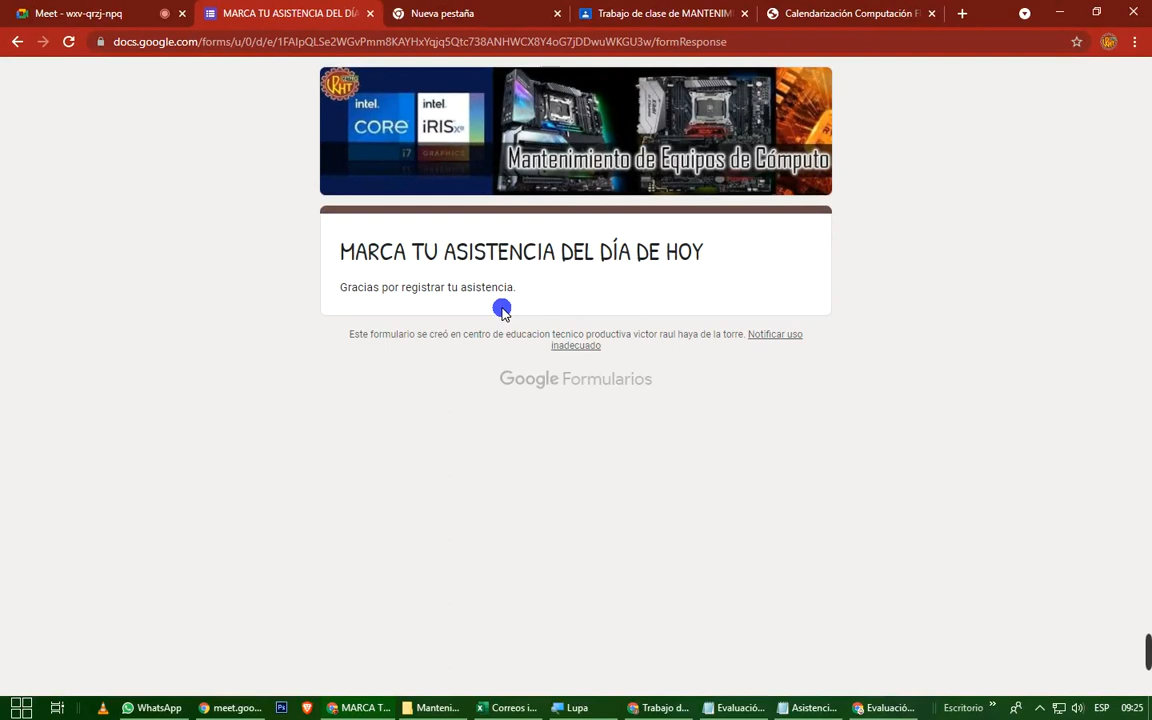 Meet - wxv-qrzj-npq
MARCA TU ASISTENCIA DEL DÍA
Nueva pestaña
Trabajo de clase de MANTENIM
Calendarización Computación F
docs.google.com/forms/u/0/d/e/1FAIpQLSe2WGvPmm8KAYHxYqjq5Qtc738ANHWCX8Y4oG7jDDwuWKGU3w/formResponse
RHT
intel.
CORE
i7
intel.
iRIS Xe
GRAPHICS
Mantenimiento de Equipos de Cómputo
MARCA TU ASISTENCIA DEL DÍA DE HOY
Gracias por registrar tu asistencia.
Este formulario se creó en centro de educacion tecnico productiva victor raul haya de la torre. Notificar uso
inadecuado
Google Formularios
WhatsApp
meet.goo...
Ps
MARCA T...
Manteni...
Correos i...
Lupa
Trabajo d...
Evaluació...
Asistenci...
Evaluació...
Escritorio
ESP
09:25